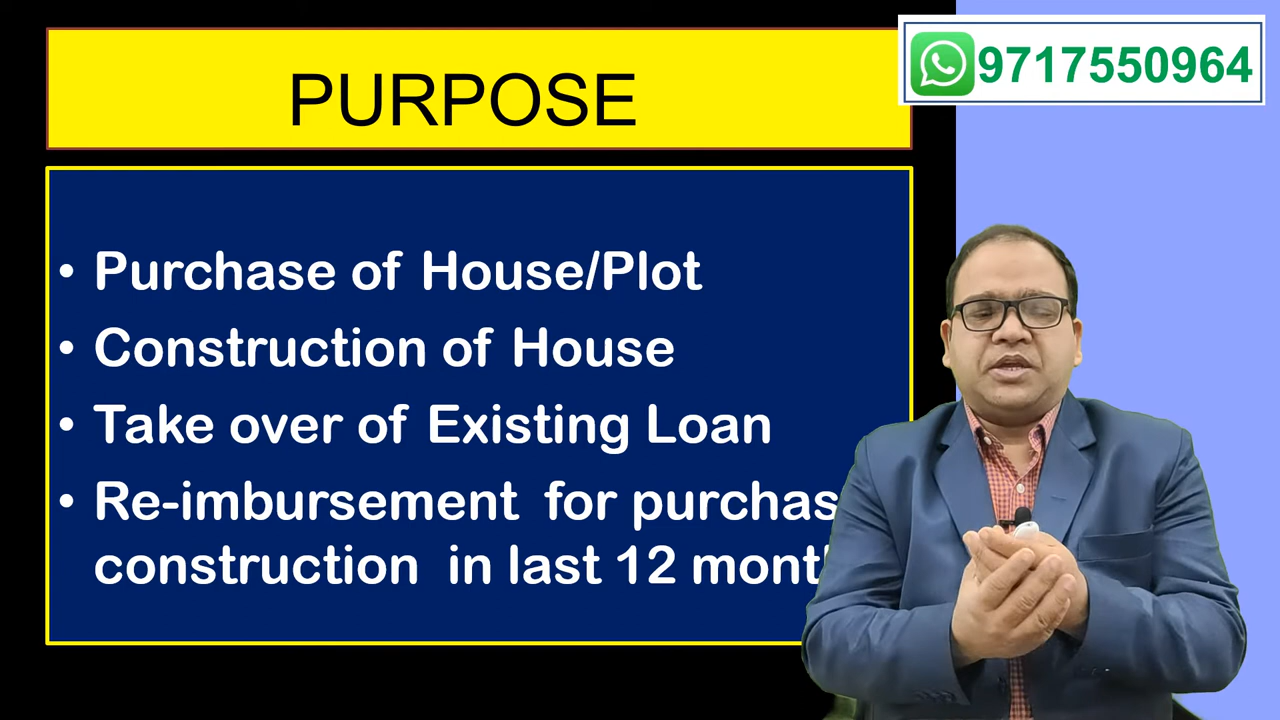 PURPOSE
9717550964
• Purchase of House/Plot
• Construction of House
• Take over of Existing Loan
• Re-imbursement for
construction in last 12